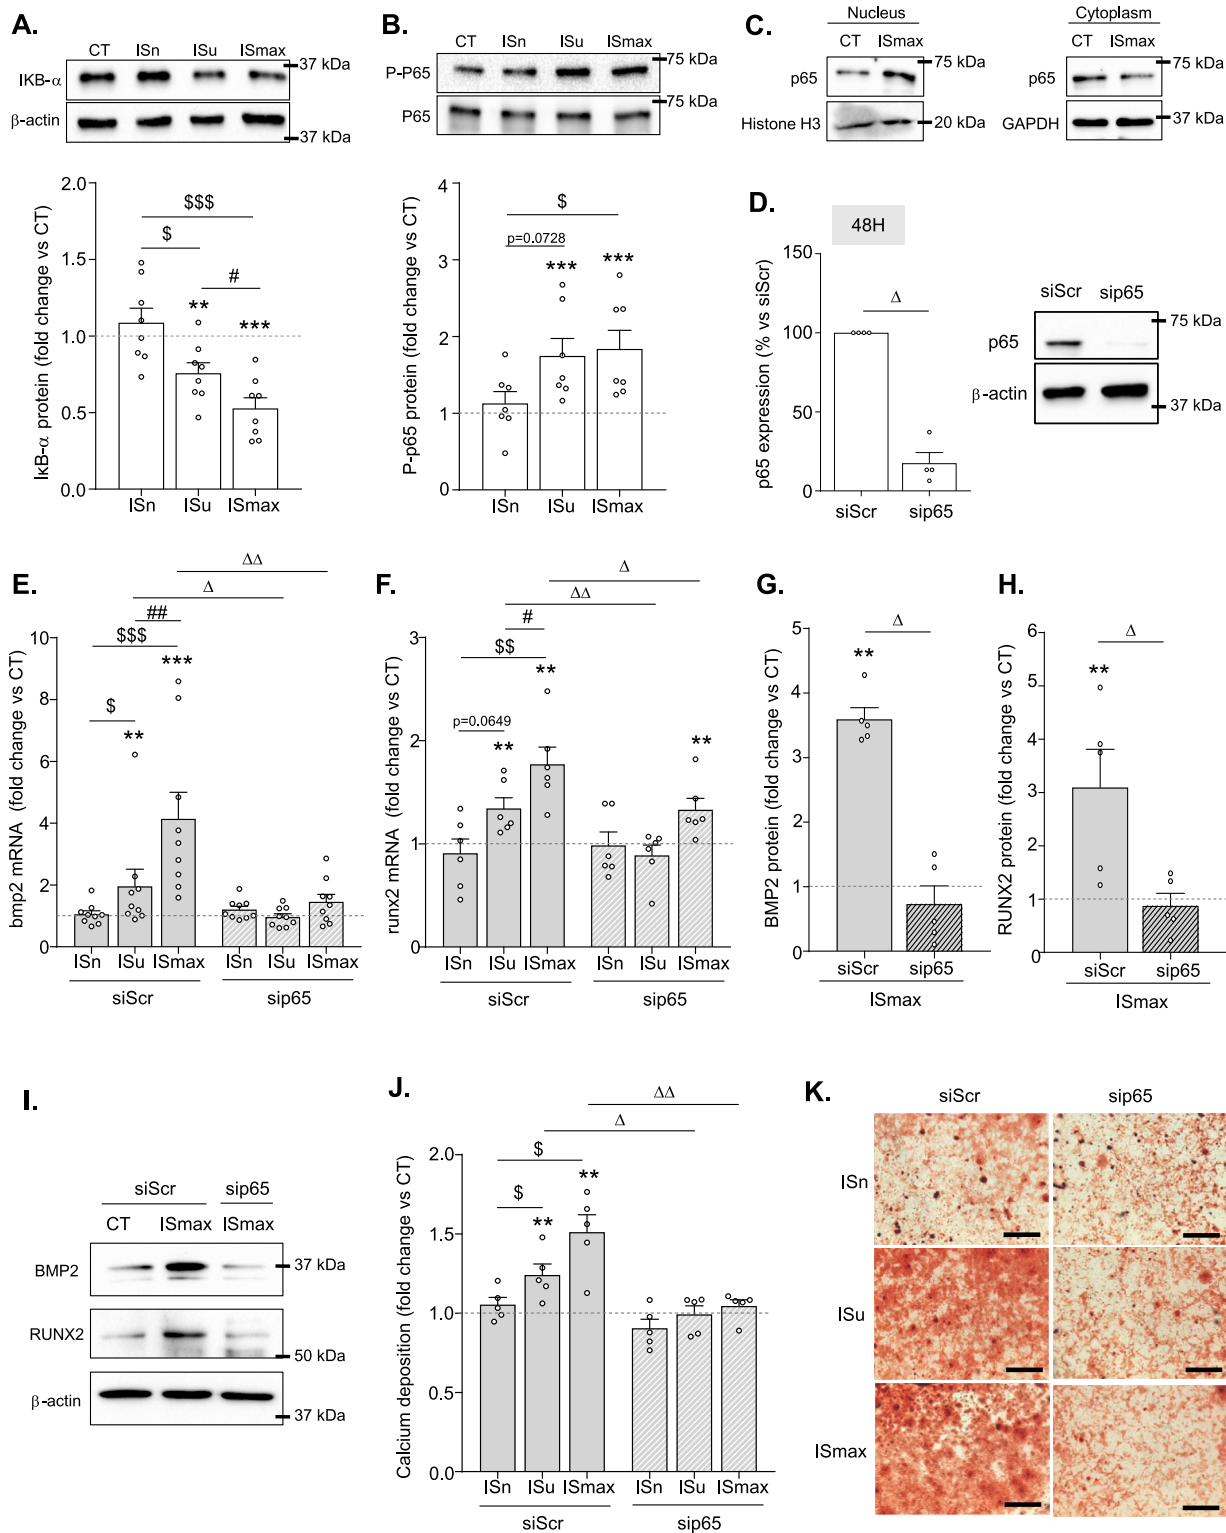 A.
CT ISn ISu ISmax
IKB-α
37 kDa
β-actin
37 kDa
IκB-α protein (fold change vs CT)
2.0
1.5
1.0
0.5
0.0
$$$
$
#
**
***
ISn ISu ISmax
B.
CT ISn ISu ISmax
P-P65
75 kDa
P65
75 kDa
P-p65 protein (fold change vs CT)
4
3
2
1
0
$
p=0.0728
***
***
ISn ISu ISmax
C.
Nucleus
CT ISmax
p65
75 kDa
Histone H3
20 kDa
Cytoplasm
CT ISmax
p65
75 kDa
GAPDH
37 kDa
D.
48H
p65 expression (% vs siScr)
150
100
50
0
Δ
siScr sip65
siScr sip65
p65
75 kDa
β-actin
37 kDa
E.
bmp2 mRNA (fold change vs CT)
10
8
6
4
2
0
ΔΔ
Δ
##
$$$
***
$
**
ISn ISu ISmax ISn ISu ISmax
siScr sip65
F.
runx2 mRNA (fold change vs CT)
3
2
1
0
Δ
ΔΔ
#
$$
**
p=0.0649
**
**
ISn ISu ISmax ISn ISu ISmax
siScr sip65
G.
BMP2 protein (fold change vs CT)
5
4
3
2
1
0
Δ
**
siScr sip65
ISmax
H.
RUNX2 protein (fold change vs CT)
6
5
4
3
2
1
0
Δ
**
siScr sip65
ISmax
I.
siScr sip65
CT ISmax ISmax
BMP2
37 kDa
RUNX2
50 kDa
β-actin
37 kDa
J.
Calcium deposition (fold change vs CT)
2.0
1.5
1.0
0.5
0.0
ΔΔ
Δ
$
**
$
**
ISn ISu ISmax ISn ISu ISmax
siScr sip65
K.
siScr sip65
ISn
ISu
ISmax